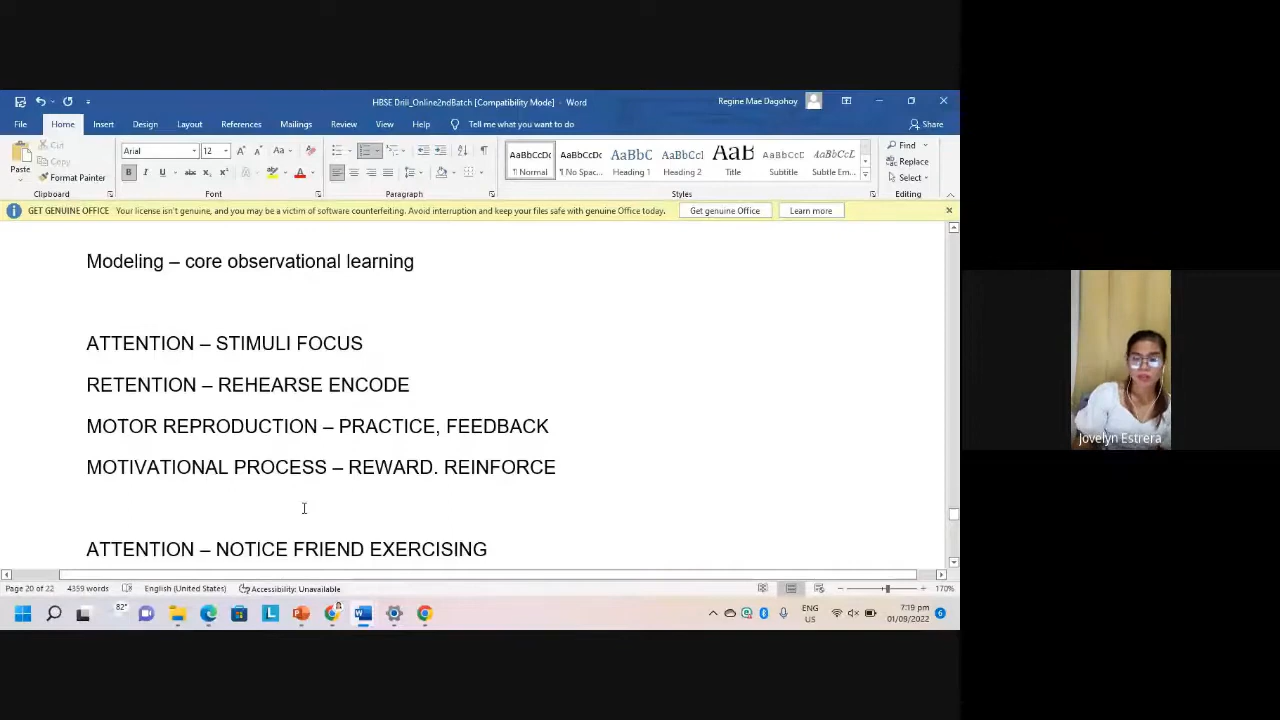 HBSE Drill_Online2ndBatch [Compatibility Mode] - Word
Regine Mae Dagohoy
File Home Insert Design Layout References Mailings Review View Help Tell me what you want to do Share
Paste
Cut
Copy
Format Painter
Clipboard
Arial 12
Font
Paragraph
AaBbCcDc AaBbCcDc AaBbC AaBbCcl AaB AaBbCcD AaBbCcD
¶ Normal ¶ No Spac... Heading 1 Heading 2 Title Subtitle Subtle Em...
Styles
Find
Replace
Select
Editing
GET GENUINE OFFICE Your license isn't genuine, and you may be a victim of software counterfeiting. Avoid interruption and keep your files safe with genuine Office today. Get genuine Office Learn more
Modeling – core observational learning
ATTENTION – STIMULI FOCUS
RETENTION – REHEARSE ENCODE
MOTOR REPRODUCTION – PRACTICE, FEEDBACK
MOTIVATIONAL PROCESS – REWARD. REINFORCE
ATTENTION – NOTICE FRIEND EXERCISING
Page 20 of 22 4359 words English (United States) Accessibility: Unavailable 170%
82°
ENG
US
7:19 pm
01/09/2022
6
Jovelyn Estrera